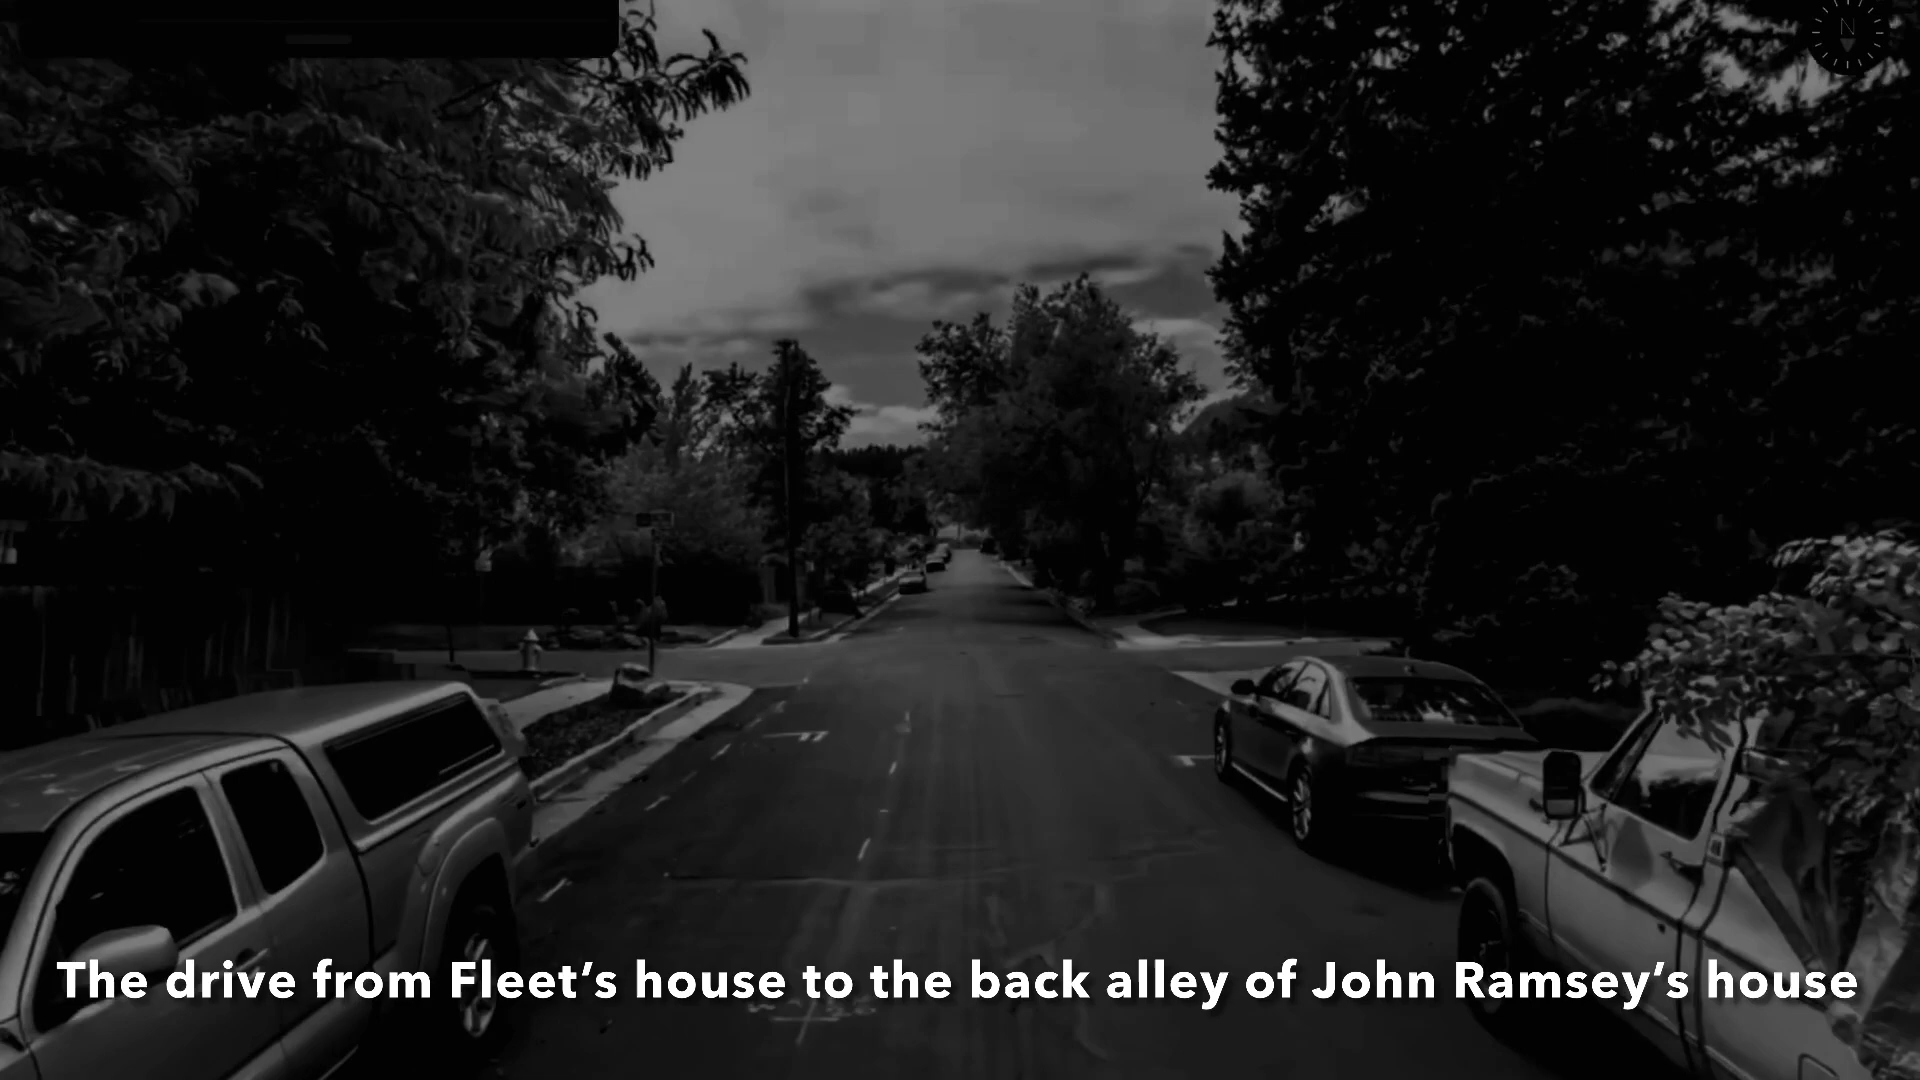 N
The drive from Fleet’s house to the back alley of John Ramsey’s house